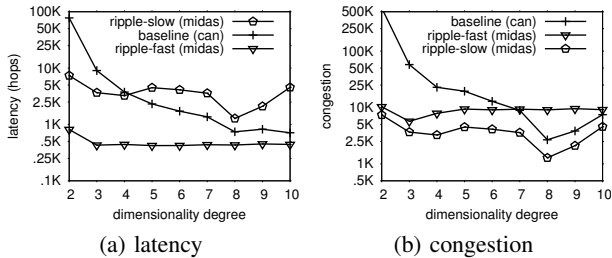 100K
50K
25K
10K
5K
2.5K
1K
.5K
.25K
.1K
latency (hops)
ripple-slow (midas)
baseline (can)
ripple-fast (midas)
2 3 4 5 6 7 8 9 10
dimensionality degree
(a) latency
500K
250K
100K
50K
25K
10K
5K
2.5K
1K
.5K
congestion
baseline (can)
ripple-fast (midas)
ripple-slow (midas)
2 3 4 5 6 7 8 9 10
dimensionality degree
(b) congestion